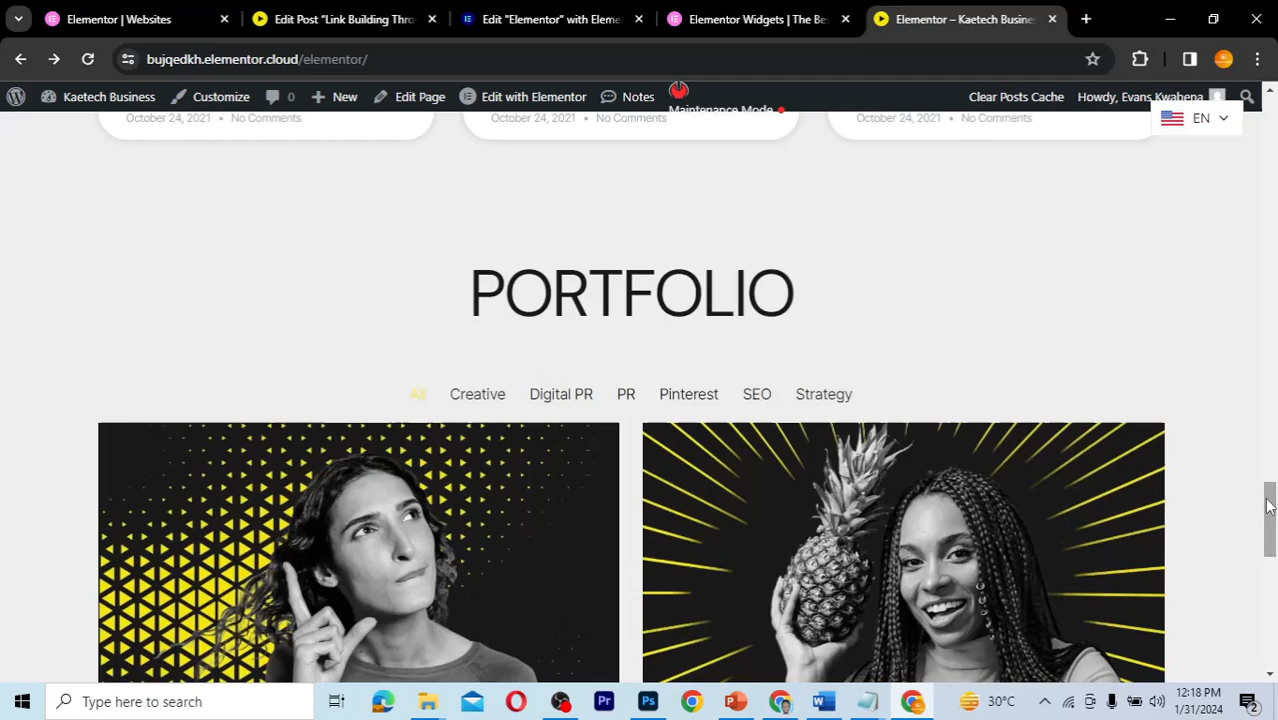 Elementor | Websites
Edit Post "Link Building Thro
Edit "Elementor" with Eleme
Elementor Widgets | The Be
Elementor – Kaetech Busine
bujqedkh.elementor.cloud/elementor/
Kaetech Business
Customize
0
New
Edit Page
Edit with Elementor
Notes
Maintenance Mode
Clear Posts Cache
Howdy, Evans Kwabena
October 24, 2021 • No Comments
October 24, 2021 • No Comments
October 24, 2021 • No Comments
EN
PORTFOLIO
All Creative Digital PR PR Pinterest SEO Strategy
Type here to search
Pr
Ps
30°C
12:18 PM
1/31/2024
2